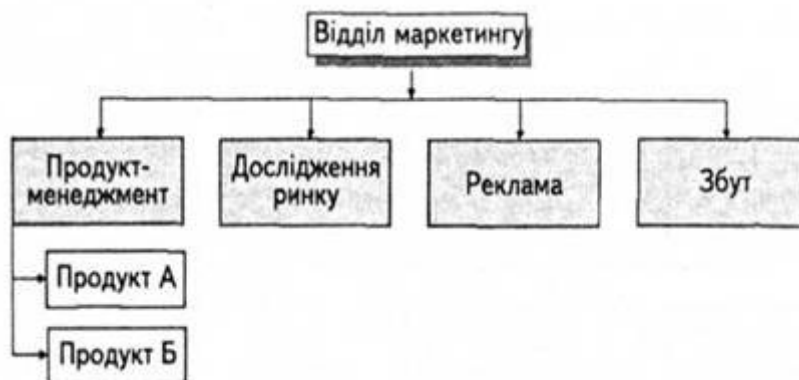 Відділ маркетингу
Продукт-
менеджмент
Дослідження
ринку
Реклама
Збут
Продукт А
Продукт Б